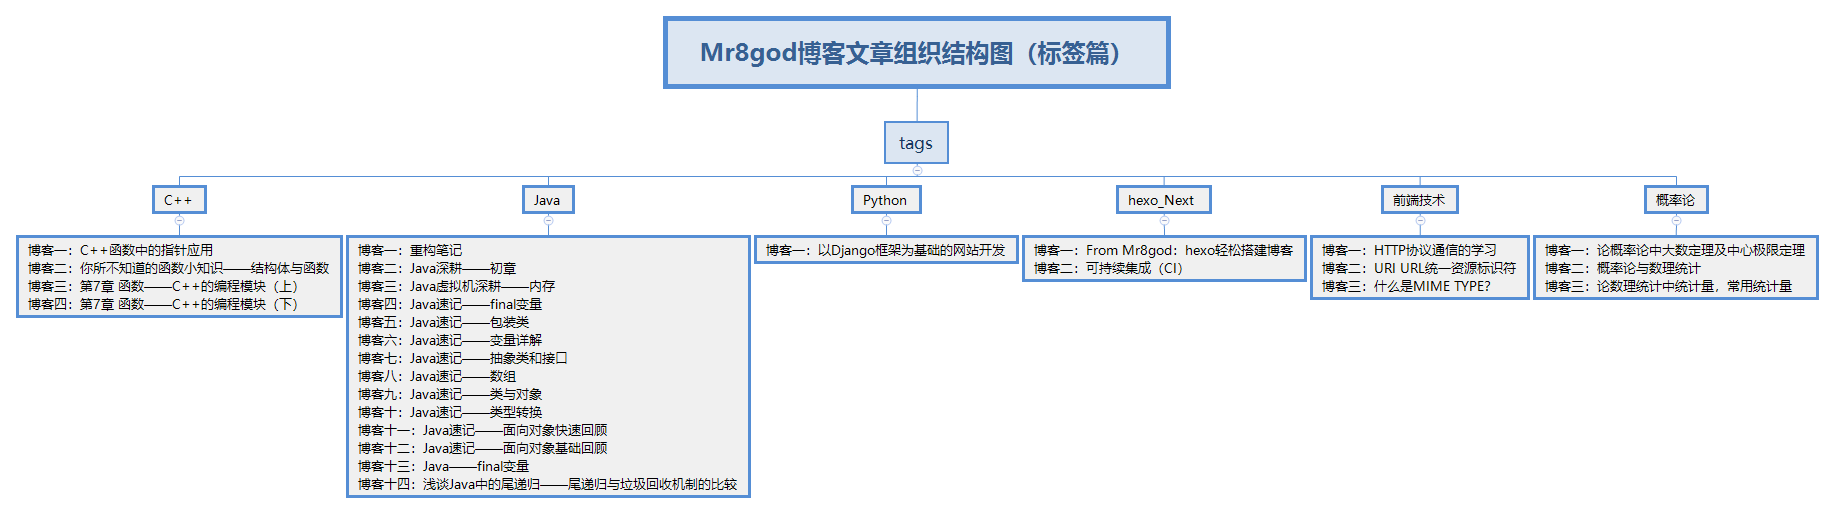 Mr8god博客文章组织结构图（标签篇）
tags
C++
博客一：C++函数中的指针应用
博客二：你所不知道的函数小知识——结构体与函数
博客三：第7章 函数——C++的编程模块（上）
博客四：第7章 函数——C++的编程模块（下）
Java
博客一：重构笔记
博客二：Java深耕——初章
博客三：Java虚拟机深耕——内存
博客四：Java速记——final变量
博客五：Java速记——包装类
博客六：Java速记——变量详解
博客七：Java速记——抽象类和接口
博客八：Java速记——数组
博客九：Java速记——类与对象
博客十：Java速记——类型转换
博客十一：Java速记——面向对象快速回顾
博客十二：Java速记——面向对象基础回顾
博客十三：Java——final变量
博客十四：浅谈Java中的尾递归——尾递归与垃圾回收机制的比较
Python
博客一：以Django框架为基础的网站开发
hexo_Next
博客一：From Mr8god：hexo轻松搭建博客
博客二：可持续集成（CI）
前端技术
博客一：HTTP协议通信的学习
博客二：URI URL统一资源标识符
博客三：什么是MIME TYPE？
概率论
博客一：论概率论中大数定理及中心极限定理
博客二：概率论与数理统计
博客三：论数理统计中统计量，常用统计量